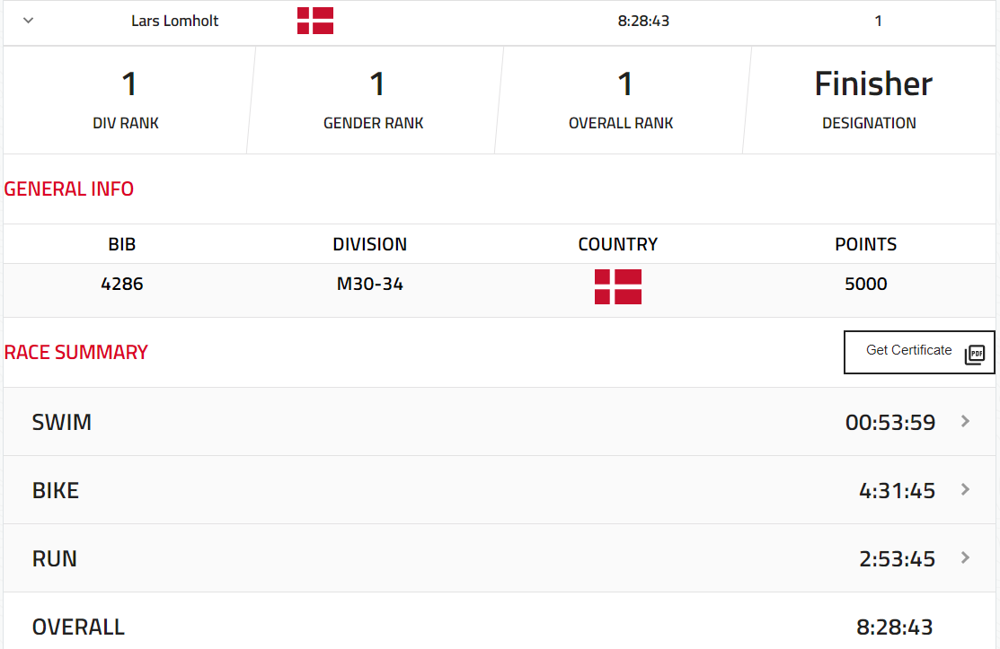 Lars Lomholt 8:28:43 1
1 1 1 Finisher
DIV RANK GENDER RANK OVERALL RANK DESIGNATION
GENERAL INFO
BIB DIVISION COUNTRY POINTS
4286 M30-34 5000
RACE SUMMARY Get Certificate PDF
SWIM 00:53:59
BIKE 4:31:45
RUN 2:53:45
OVERALL 8:28:43